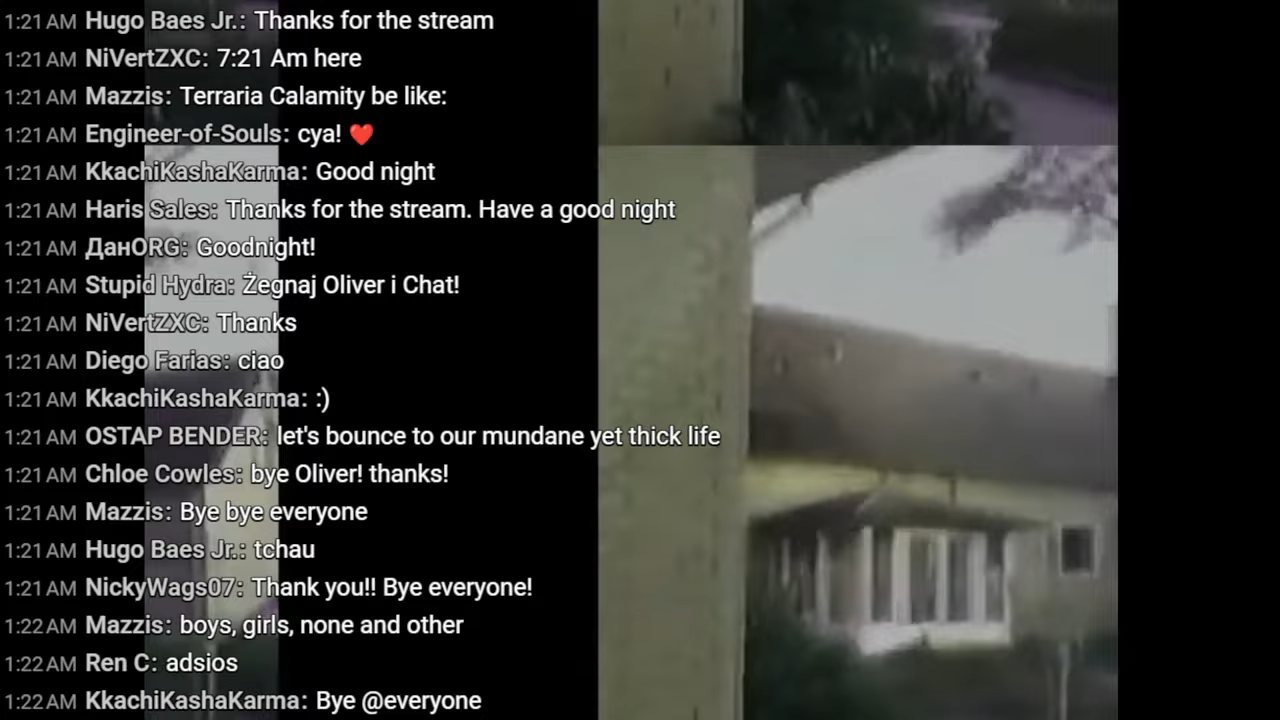 1:21 AM Hugo Baes Jr.: Thanks for the stream
1:21 AM NiVertZXC: 7:21 Am here
1:21 AM Mazzis: Terraria Calamity be like:
1:21 AM Engineer-of-Souls: cya! ❤️
1:21 AM KkachiKashaKarma: Good night
1:21 AM Haris Sales: Thanks for the stream. Have a good night
1:21 AM ДанORG: Goodnight!
1:21 AM Stupid Hydra: Żegnaj Oliver i Chat!
1:21 AM NiVertZXC: Thanks
1:21 AM Diego Farias: ciao
1:21 AM KkachiKashaKarma: :)
1:21 AM OSTAP BENDER: let's bounce to our mundane yet thick life
1:21 AM Chloe Cowles: bye Oliver! thanks!
1:21 AM Mazzis: Bye bye everyone
1:21 AM Hugo Baes Jr.: tchau
1:21 AM NickyWags07: Thank you!! Bye everyone!
1:22 AM Mazzis: boys, girls, none and other
1:22 AM Ren C: adsios
1:22 AM KkachiKashaKarma: Bye @everyone